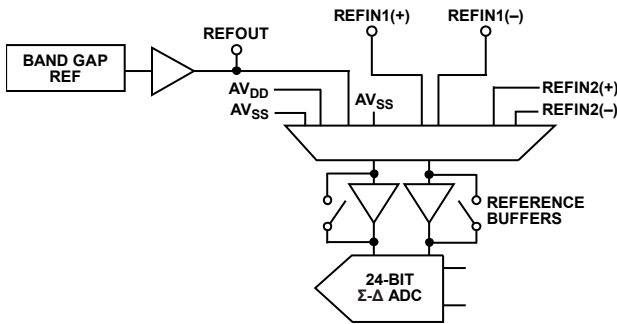 REFIN1(+)
REFIN1(–)
REFOUT
BAND GAP
REF
AVDD
AVSS
AVSS
REFIN2(+)
REFIN2(–)
REFERENCE
BUFFERS
24-BIT
Σ-Δ ADC